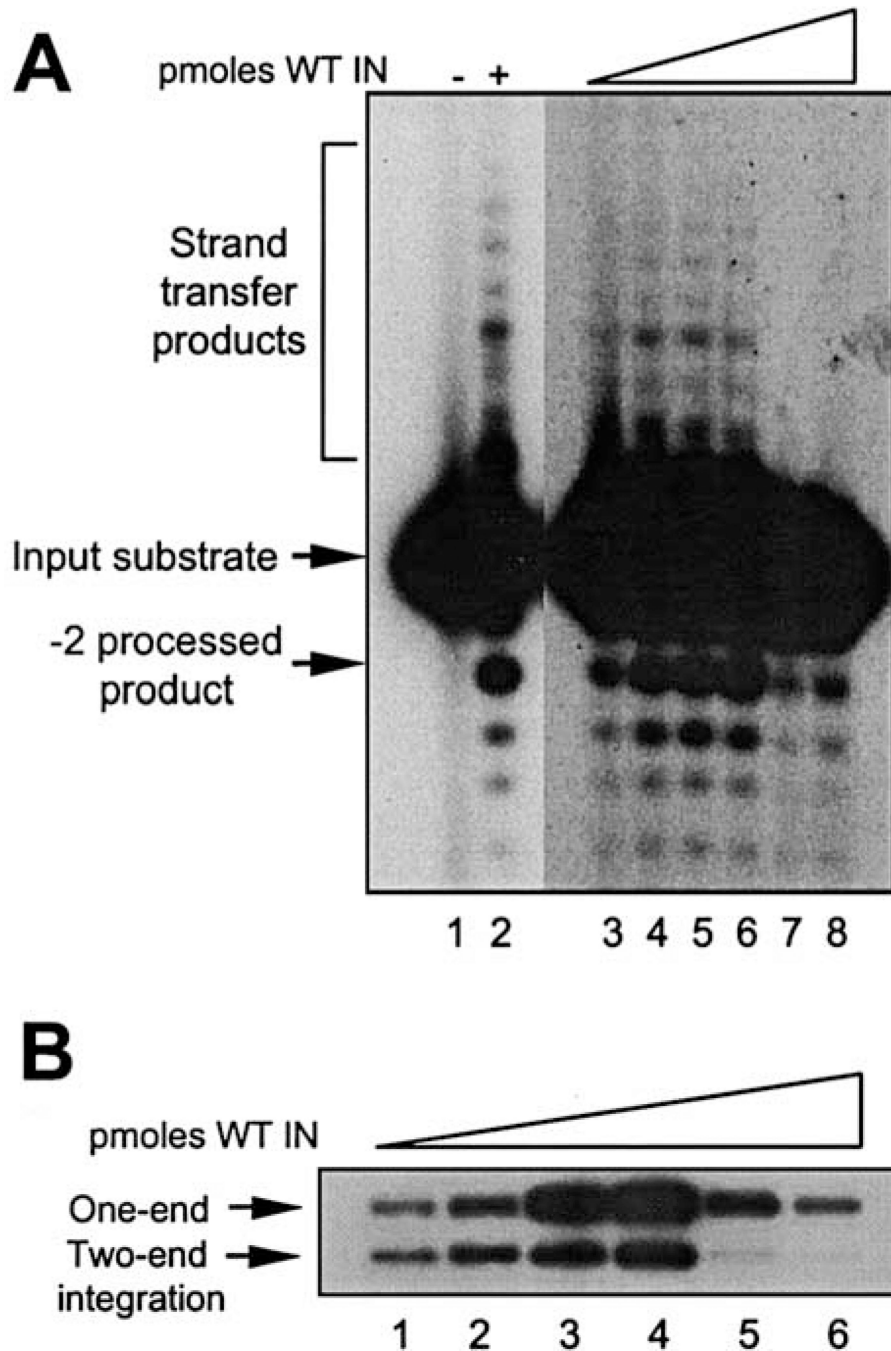 A
pmoles WT IN - +
Strand
transfer
products
Input substrate
-2 processed
product
1 2 3 4 5 6 7 8
B
pmoles WT IN
One-end
Two-end
integration
1 2 3 4 5 6